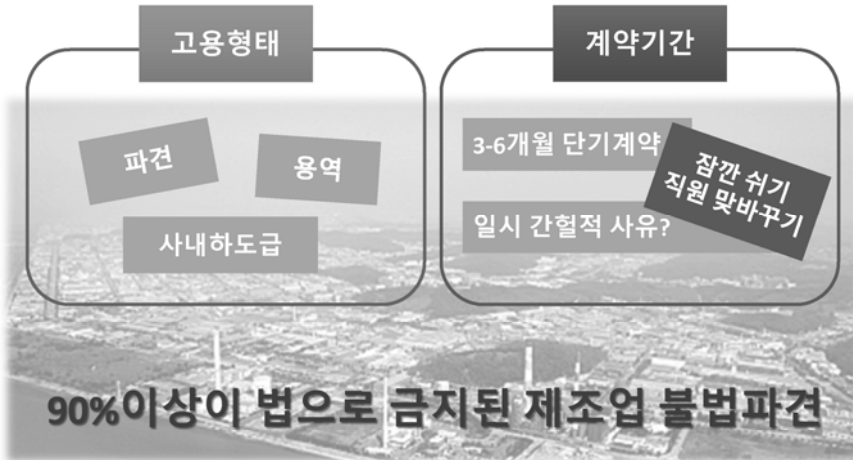 고용형태
파견
용역
사내하도급
계약기간
3-6개월 단기계약
일시 간헐적 사유?
잠깐 쉬기
직원 맞바꾸기
90%이상이 법으로 금지된 제조업 불법파견